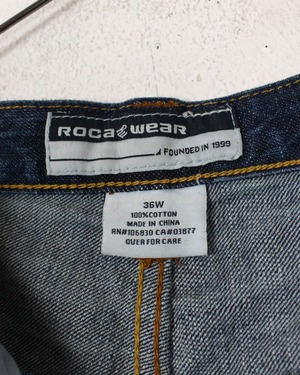 ROCA WEAR
FOUNDED IN 1999
36W
100%COTTON
MADE IN CHINA
RN#106830 CA#03877
OVER FOR CARE